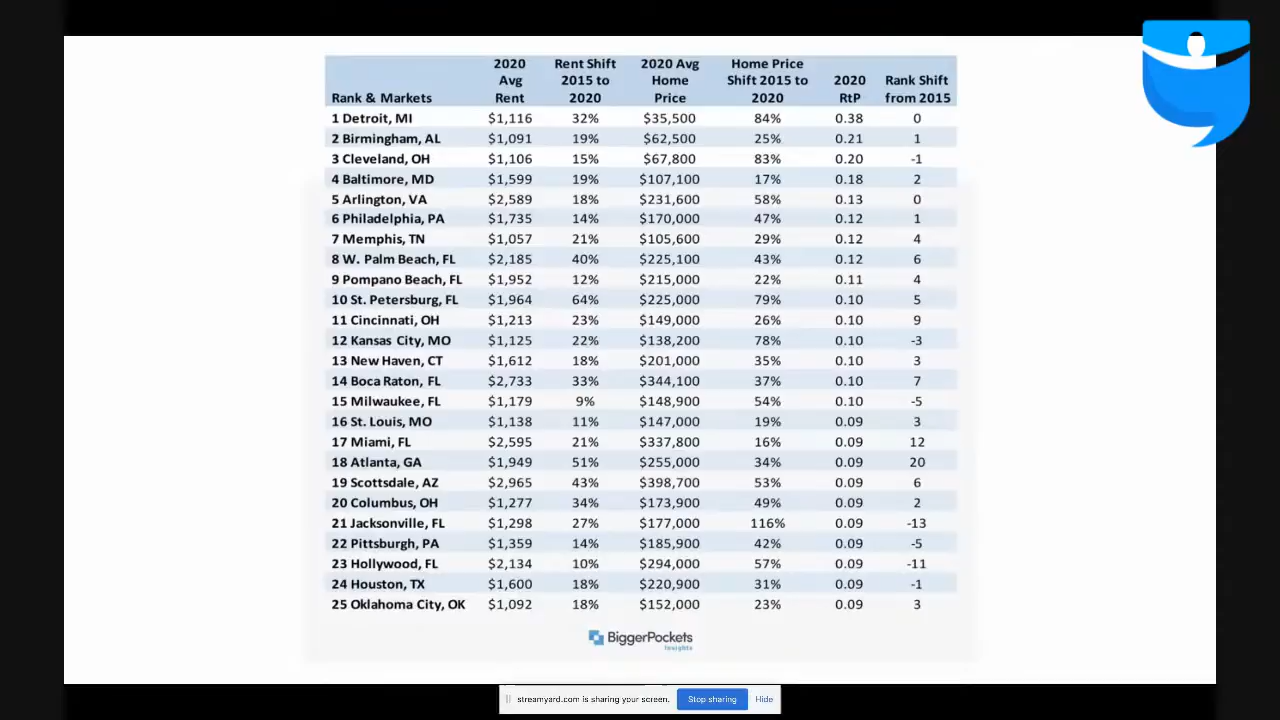 2020 Avg Rent
Rent Shift 2015 to 2020
2020 Avg Home Price
Home Price Shift 2015 to 2020
2020 RtP
Rank Shift from 2015
Rank & Markets
1 Detroit, MI $1,116 32% $35,500 84% 0.38 0
2 Birmingham, AL $1,091 19% $62,500 25% 0.21 1
3 Cleveland, OH $1,106 15% $67,800 83% 0.20 -1
4 Baltimore, MD $1,599 19% $107,100 17% 0.18 2
5 Arlington, VA $2,589 18% $231,600 58% 0.13 0
6 Philadelphia, PA $1,735 14% $170,000 47% 0.12 1
7 Memphis, TN $1,057 21% $105,600 29% 0.12 4
8 W. Palm Beach, FL $2,185 40% $225,100 43% 0.12 6
9 Pompano Beach, FL $1,952 12% $215,000 22% 0.11 4
10 St. Petersburg, FL $1,964 64% $225,000 79% 0.10 5
11 Cincinnati, OH $1,213 23% $149,000 26% 0.10 9
12 Kansas City, MO $1,125 22% $138,200 78% 0.10 -3
13 New Haven, CT $1,612 18% $201,000 35% 0.10 3
14 Boca Raton, FL $2,733 33% $344,100 37% 0.10 7
15 Milwaukee, FL $1,179 9% $148,900 54% 0.10 -5
16 St. Louis, MO $1,138 11% $147,000 19% 0.09 3
17 Miami, FL $2,595 21% $337,800 16% 0.09 12
18 Atlanta, GA $1,949 51% $255,000 34% 0.09 20
19 Scottsdale, AZ $2,965 43% $398,700 53% 0.09 6
20 Columbus, OH $1,277 34% $173,900 49% 0.09 2
21 Jacksonville, FL $1,298 27% $177,000 116% 0.09 -13
22 Pittsburgh, PA $1,359 14% $185,900 42% 0.09 -5
23 Hollywood, FL $2,134 10% $294,000 57% 0.09 -11
24 Houston, TX $1,600 18% $220,900 31% 0.09 -1
25 Oklahoma City, OK $1,092 18% $152,000 23% 0.09 3
BiggerPockets
Insights
streamyard.com is sharing your screen. Stop sharing Hide